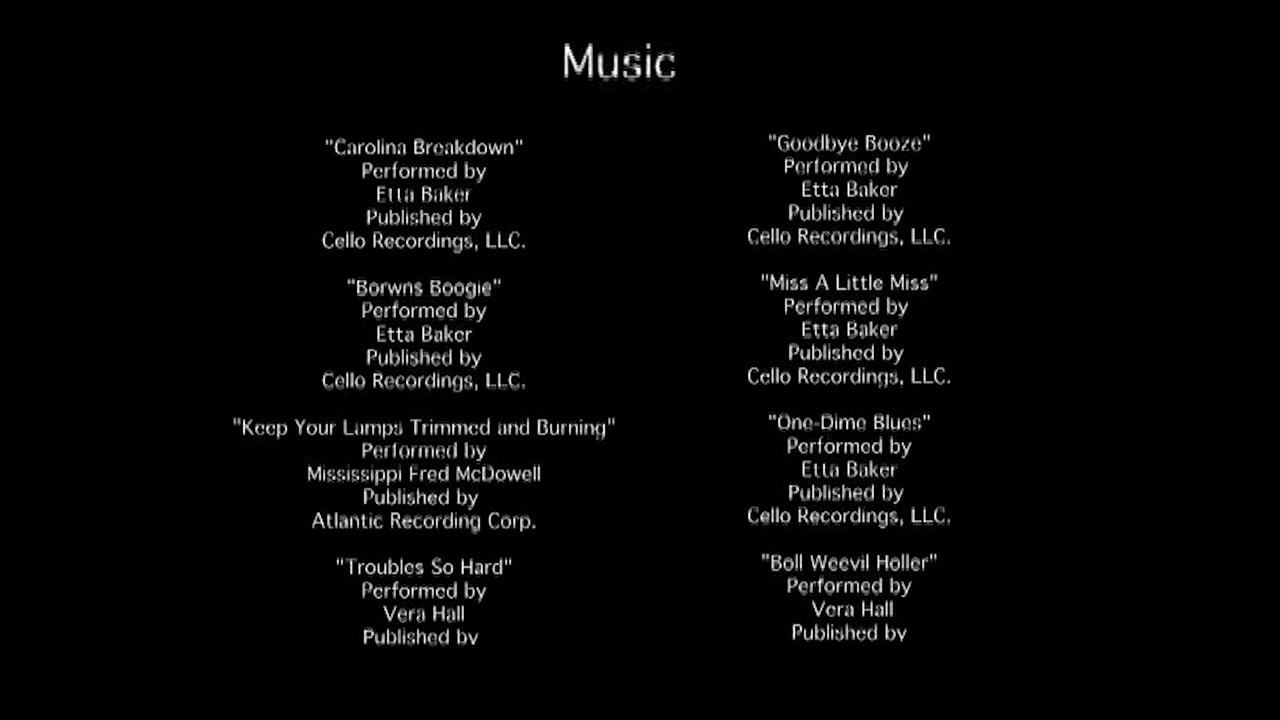 Music
"Carolina Breakdown"
Performed by
Etta Baker
Published by
Cello Recordings, LLC.
"Borwns Boogie"
Performed by
Etta Baker
Published by
Cello Recordings, LLC.
"Keep Your Lamps Trimmed and Burning"
Performed by
Mississippi Fred McDowell
Published by
Atlantic Recording Corp.
"Troubles So Hard"
Performed by
Vera Hall
Published by
"Goodbye Booze"
Performed by
Etta Baker
Published by
Cello Recordings, LLC.
"Miss A Little Miss"
Performed by
Etta Baker
Published by
Cello Recordings, LLC.
"One-Dime Blues"
Performed by
Etta Baker
Published by
Cello Recordings, LLC.
"Boll Weevil Holler"
Performed by
Vera Hall
Published by